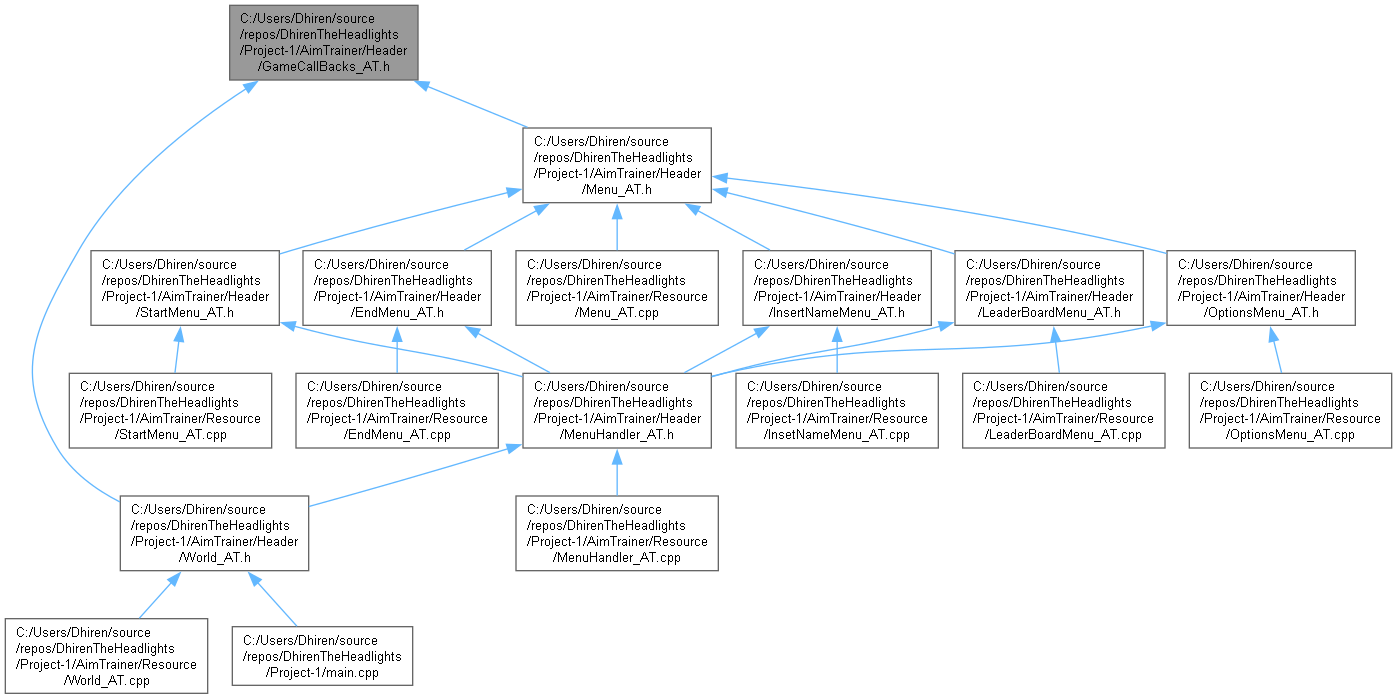 C:/Users/Dhiren/source
/repos/DhirenTheHeadlights
/Project-1/AimTrainer/Header
/GameCallBacks_AT.h
C:/Users/Dhiren/source
/repos/DhirenTheHeadlights
/Project-1/AimTrainer/Header
/Menu_AT.h
C:/Users/Dhiren/source
/repos/DhirenTheHeadlights
/Project-1/AimTrainer/Header
/StartMenu_AT.h
C:/Users/Dhiren/source
/repos/DhirenTheHeadlights
/Project-1/AimTrainer/Header
/EndMenu_AT.h
C:/Users/Dhiren/source
/repos/DhirenTheHeadlights
/Project-1/AimTrainer/Resource
/Menu_AT.cpp
C:/Users/Dhiren/source
/repos/DhirenTheHeadlights
/Project-1/AimTrainer/Header
/InsertNameMenu_AT.h
C:/Users/Dhiren/source
/repos/DhirenTheHeadlights
/Project-1/AimTrainer/Header
/LeaderBoardMenu_AT.h
C:/Users/Dhiren/source
/repos/DhirenTheHeadlights
/Project-1/AimTrainer/Header
/OptionsMenu_AT.h
C:/Users/Dhiren/source
/repos/DhirenTheHeadlights
/Project-1/AimTrainer/Resource
/StartMenu_AT.cpp
C:/Users/Dhiren/source
/repos/DhirenTheHeadlights
/Project-1/AimTrainer/Resource
/EndMenu_AT.cpp
C:/Users/Dhiren/source
/repos/DhirenTheHeadlights
/Project-1/AimTrainer/Header
/MenuHandler_AT.h
C:/Users/Dhiren/source
/repos/DhirenTheHeadlights
/Project-1/AimTrainer/Resource
/InsetNameMenu_AT.cpp
C:/Users/Dhiren/source
/repos/DhirenTheHeadlights
/Project-1/AimTrainer/Resource
/LeaderBoardMenu_AT.cpp
C:/Users/Dhiren/source
/repos/DhirenTheHeadlights
/Project-1/AimTrainer/Resource
/OptionsMenu_AT.cpp
C:/Users/Dhiren/source
/repos/DhirenTheHeadlights
/Project-1/AimTrainer/Header
/World_AT.h
C:/Users/Dhiren/source
/repos/DhirenTheHeadlights
/Project-1/AimTrainer/Resource
/MenuHandler_AT.cpp
C:/Users/Dhiren/source
/repos/DhirenTheHeadlights
/Project-1/AimTrainer/Resource
/World_AT.cpp
C:/Users/Dhiren/source
/repos/DhirenTheHeadlights
/Project-1/main.cpp